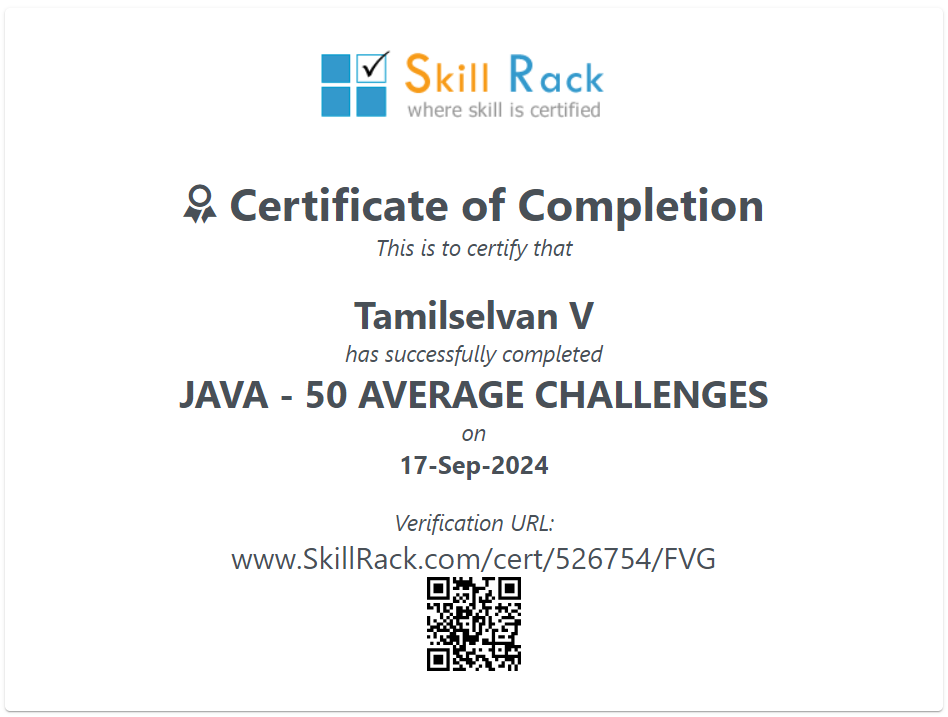 Skill Rack
where skill is certified
Certificate of Completion
This is to certify that
Tamilselvan V
has successfully completed
JAVA - 50 AVERAGE CHALLENGES
on
17-Sep-2024
Verification URL:
www.SkillRack.com/cert/526754/FVG